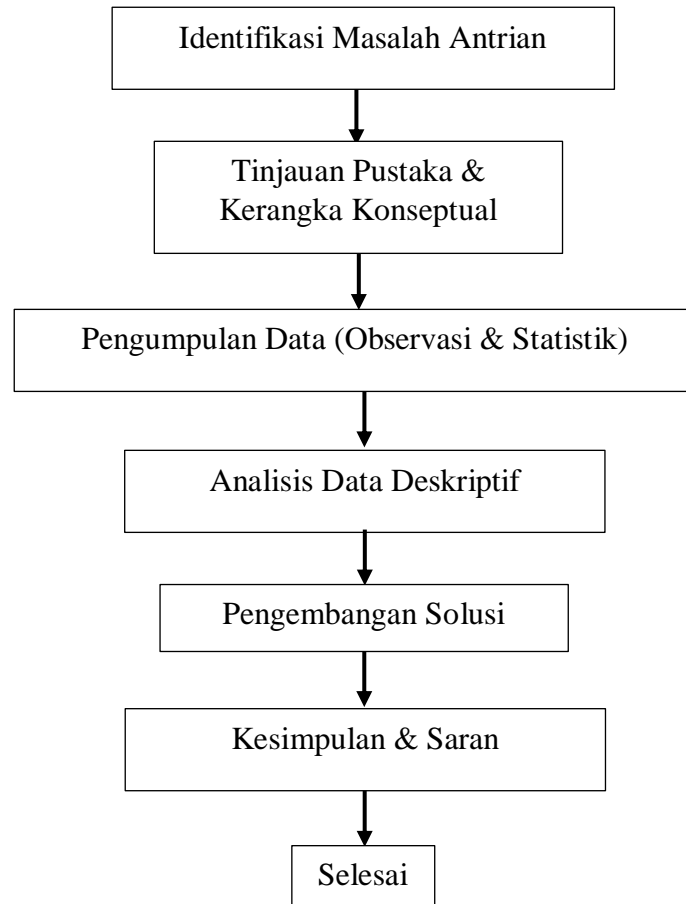 Identifikasi Masalah Antrian
Tinjauan Pustaka &
Kerangka Konseptual
Pengumpulan Data (Observasi & Statistik)
Analisis Data Deskriptif
Pengembangan Solusi
Kesimpulan & Saran
Selesai